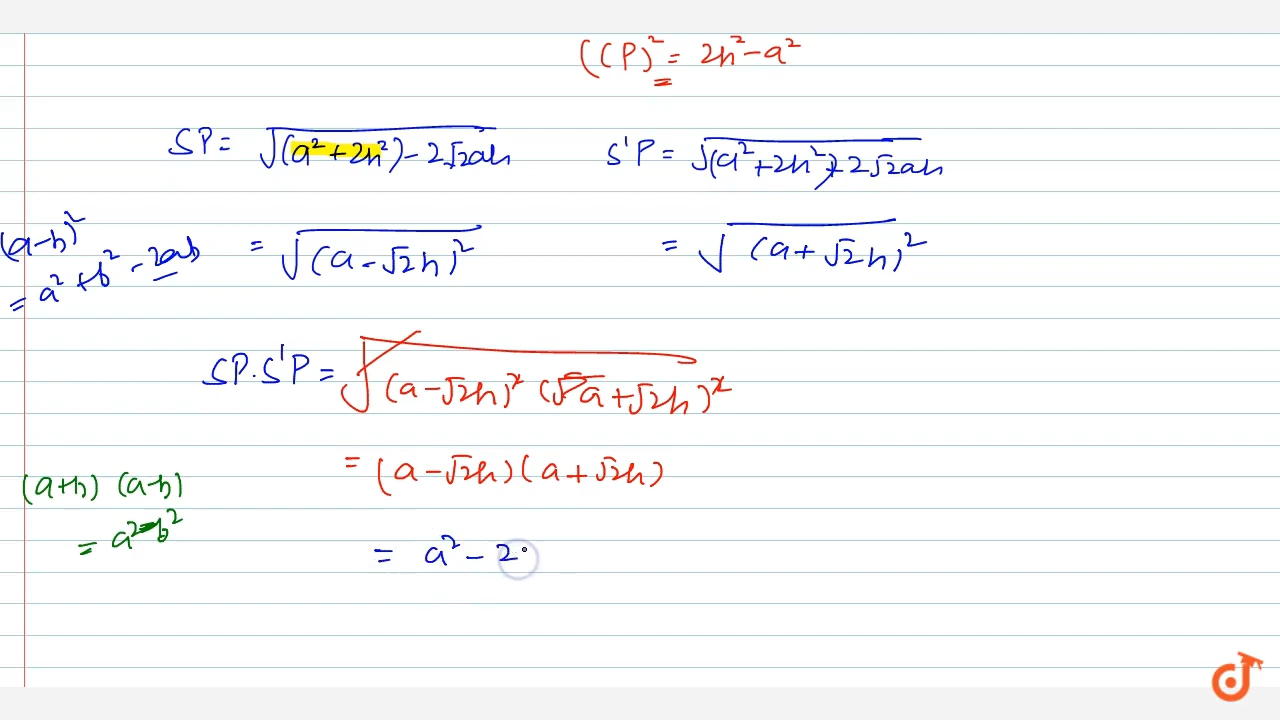 (CP)² = 2h² - a²
SP = √(a² + 2h²) - 2√2ah S'P = √(a² + 2h²) + 2√2ah
(a-b)² = √(a - √2h)² = √(a + √2h)²
= a² + b² - 2ab
SP·S'P = √(a - √2h)² (√2a + √2h)²
= (a - √2h)(a + √2h)
(a+b) (a-b)
= a² - b²
= a² - 2